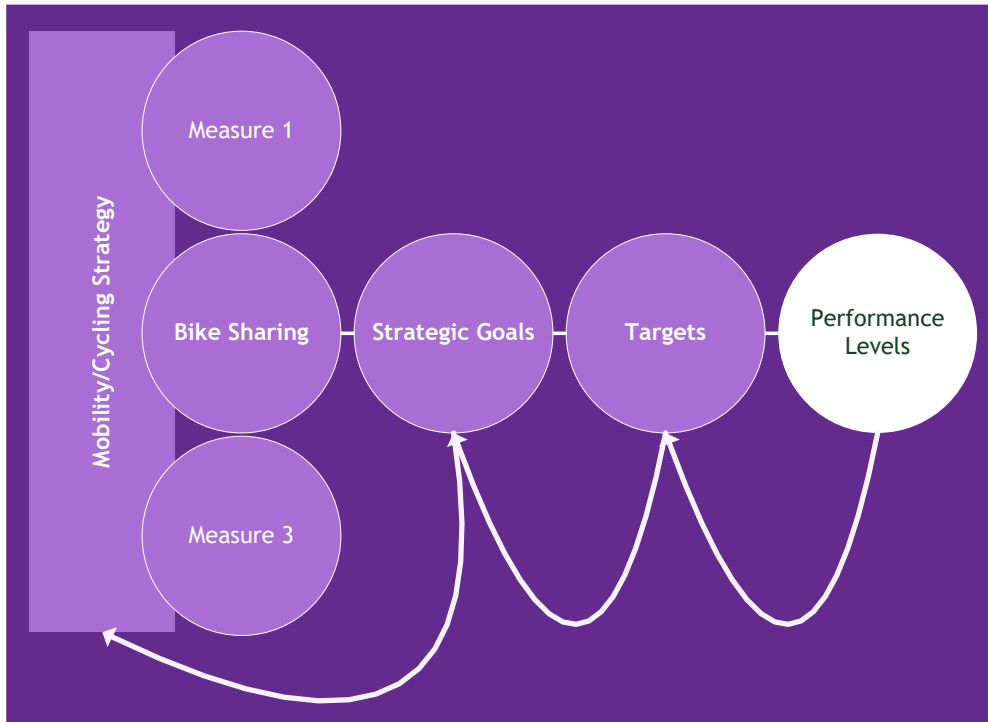 Mobility/Cycling Strategy
Measure 1
Bike Sharing
Strategic Goals
Targets
Performance
Levels
Measure 3